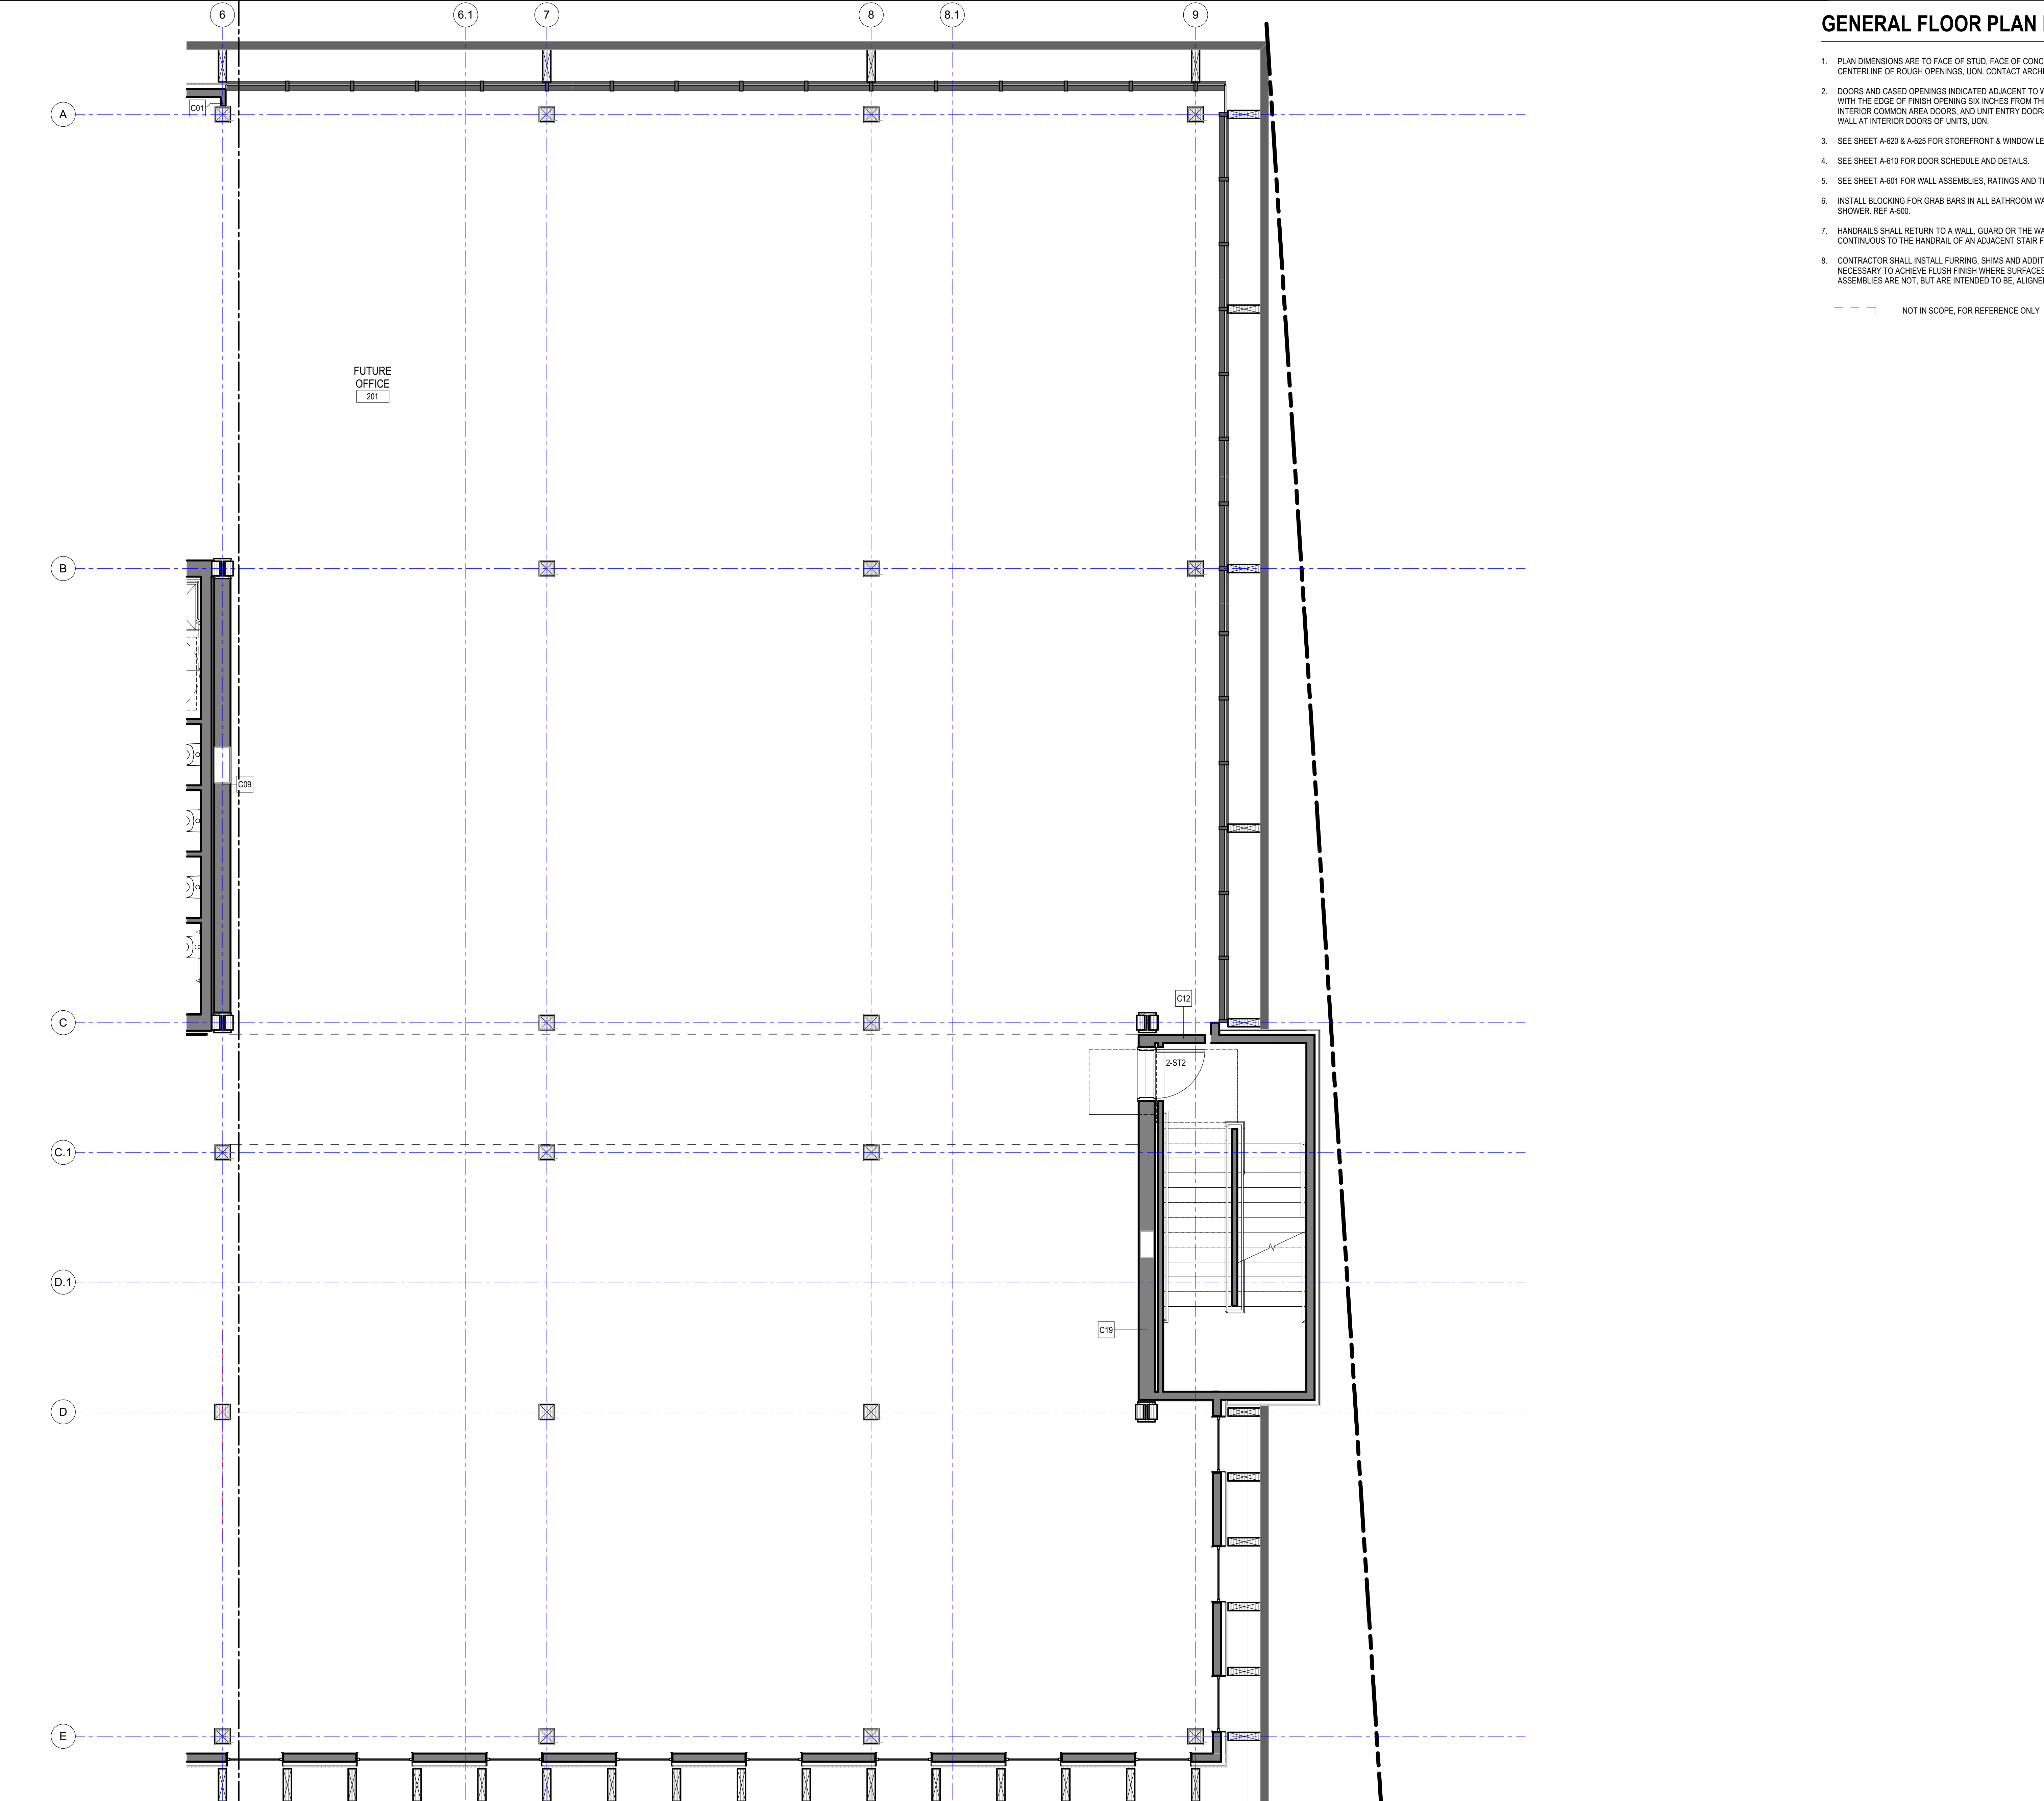 6
6.1
7
8
8.1
9
GENERAL FLOOR PLAN
1. PLAN DIMENSIONS ARE TO FACE OF STUD, FACE OF CONC
CENTERLINE OF ROUGH OPENINGS, UON. CONTACT ARCHI
2. DOORS AND CASED OPENINGS INDICATED ADJACENT TO W
WITH THE EDGE OF FINISH OPENING SIX INCHES FROM TH
INTERIOR COMMON AREA DOORS, AND UNIT ENTRY DOORS
WALL AT INTERIOR DOORS OF UNITS, UON.
3. SEE SHEET A-620 & A-625 FOR STOREFRONT & WINDOW LE
4. SEE SHEET A-610 FOR DOOR SCHEDULE AND DETAILS.
5. SEE SHEET A-601 FOR WALL ASSEMBLIES, RATINGS AND T
6. INSTALL BLOCKING FOR GRAB BARS IN ALL BATHROOM WA
SHOWER. REF A-500.
7. HANDRAILS SHALL RETURN TO A WALL, GUARD OR THE WA
CONTINUOUS TO THE HANDRAIL OF AN ADJACENT STAIR F
8. CONTRACTOR SHALL INSTALL FURRING, SHIMS AND ADDIT
NECESSARY TO ACHIEVE FLUSH FINISH WHERE SURFACES
ASSEMBLIES ARE NOT, BUT ARE INTENDED TO BE, ALIGNE
NOT IN SCOPE, FOR REFERENCE ONLY
C01
A
FUTURE
OFFICE
201
B
C09
C12
C
2-ST2
C.1
D.1
C19
D
E